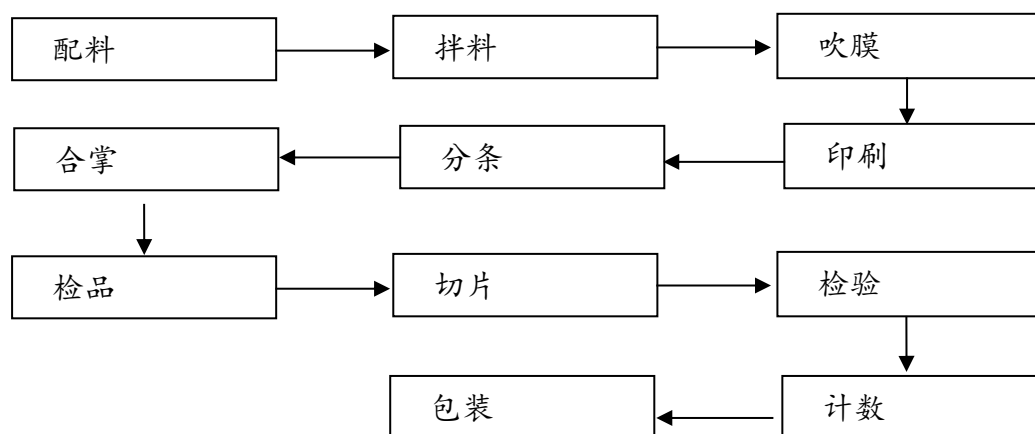 配料
拌料
吹膜
印刷
分条
合掌
检品
切片
检验
计数
包装